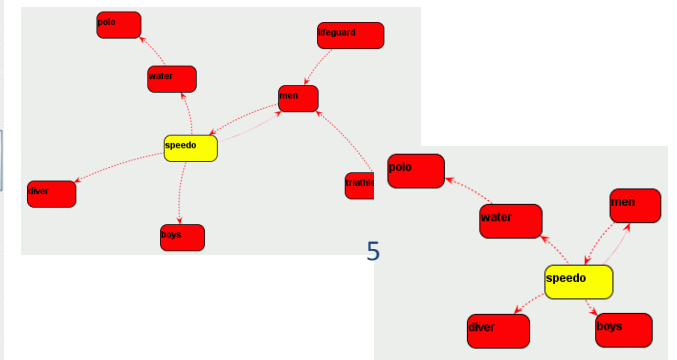 polo
lifeguard
water
men
speedo
diver
boys
5
polo
water
men
speedo
diver
boys